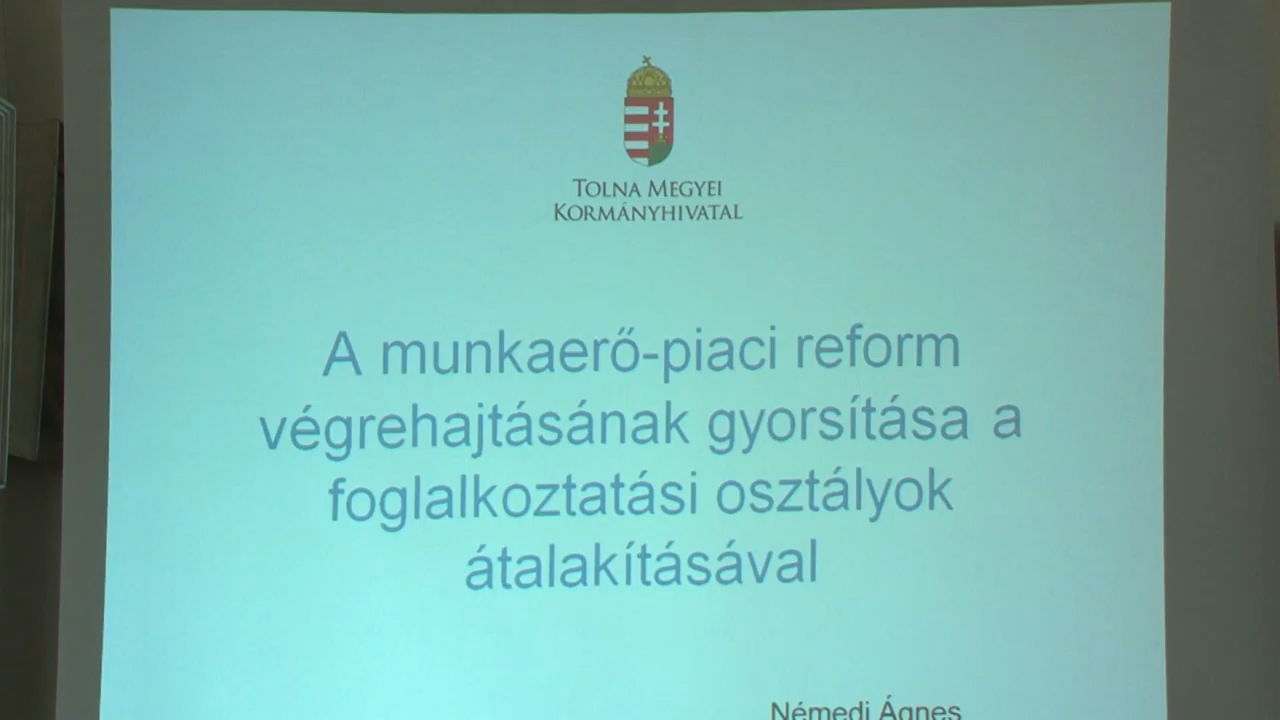 TOLNA MEGYEI
KORMÁNYHIVATAL
A munkaerő-piaci reform
végrehajtásának gyorsítása a
foglalkoztatási osztályok
átalakításával
Némedi Ágnes